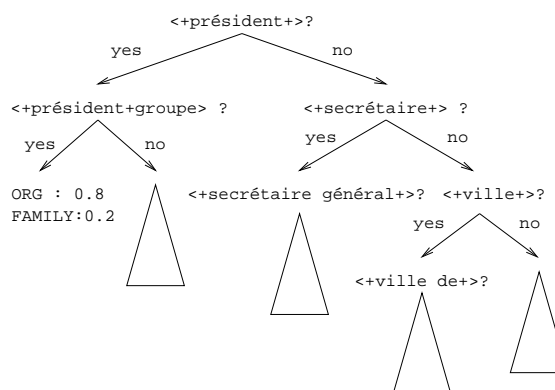 <+président+>?
yes no
<+président+groupe> ? <+secrétaire+> ?
yes no yes no
ORG : 0.8 <+secrétaire général+>? <+ville+>?
FAMILY:0.2
yes no
<+ville de+>?